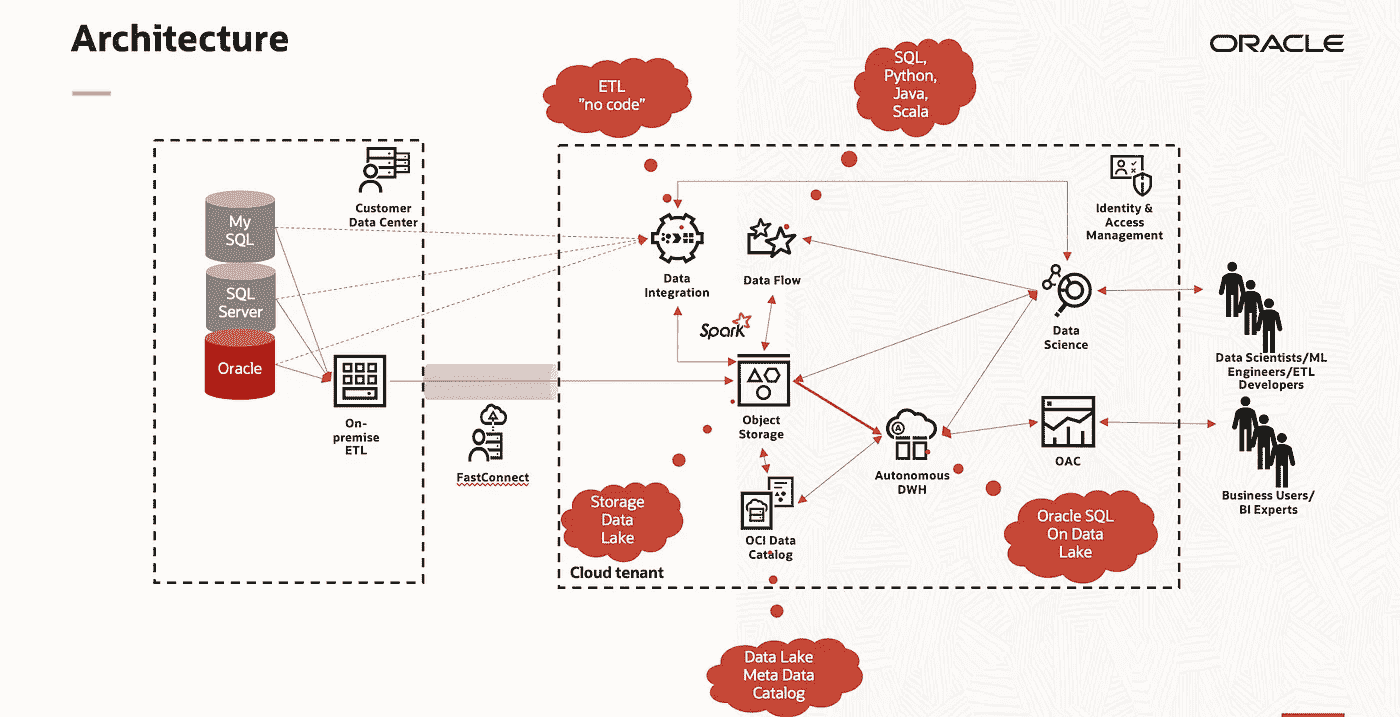 Architecture
ORACLE
ETL
"no code"
SQL,
Python,
Java,
Scala
Customer
Data Center
My
SQL
SQL
Server
Oracle
On-
premise
ETL
FastConnect
Identity &
Access
Management
Data
Integration
Data Flow
Spark
Data
Science
Data Scientists/ML
Engineers/ETL
Developers
Object
Storage
Autonomous
DWH
OAC
Business Users/
BI Experts
Storage
Data
Lake
OCI Data
Catalog
Oracle SQL
On Data
Lake
Cloud tenant
Data Lake
Meta Data
Catalog